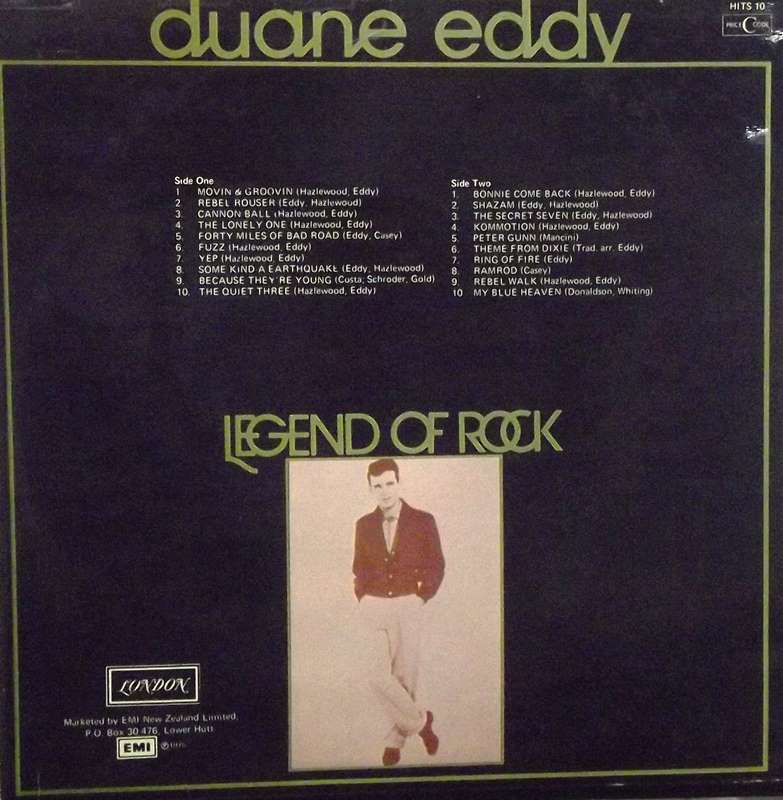 duane eddy
HITS 10
PRICE C CODE
Side One
1 MOVIN & GROOVIN (Hazlewood, Eddy)
2. REBEL ROUSER (Eddy, Hazlewood)
3. CANNON BALL (Hazlewood, Eddy)
4. THE LONELY ONE (Hazlewood, Eddy)
5. FORTY MILES OF BAD ROAD (Eddy, Casey)
6. FUZZ (Hazlewood, Eddy)
7. YEP (Hazlewood, Eddy)
8. SOME KIND A EARTHQUAKE (Eddy, Hazlewood)
9. BECAUSE THEY'RE YOUNG (Costa, Schroder, Gold)
10. THE QUIET THREE (Hazlewood, Eddy)
Side Two
1. BONNIE COME BACK (Hazlewood, Eddy)
2. SHAZAM (Eddy, Hazlewood)
3. THE SECRET SEVEN (Eddy, Hazlewood)
4. KOMMOTION (Hazlewood, Eddy)
5. PETER GUNN (Mancini)
6. THEME FROM DIXIE (Trad. arr. Eddy)
7. RING OF FIRE (Eddy)
8. RAMROD (Casey)
9. REBEL WALK (Hazlewood, Eddy)
10 MY BLUE HEAVEN (Donaldson, Whiting)
LEGEND OF ROCK
LONDON
Marketed by EMI New Zealand Limited,
P.O. Box 30 476, Lower Hutt
EMI